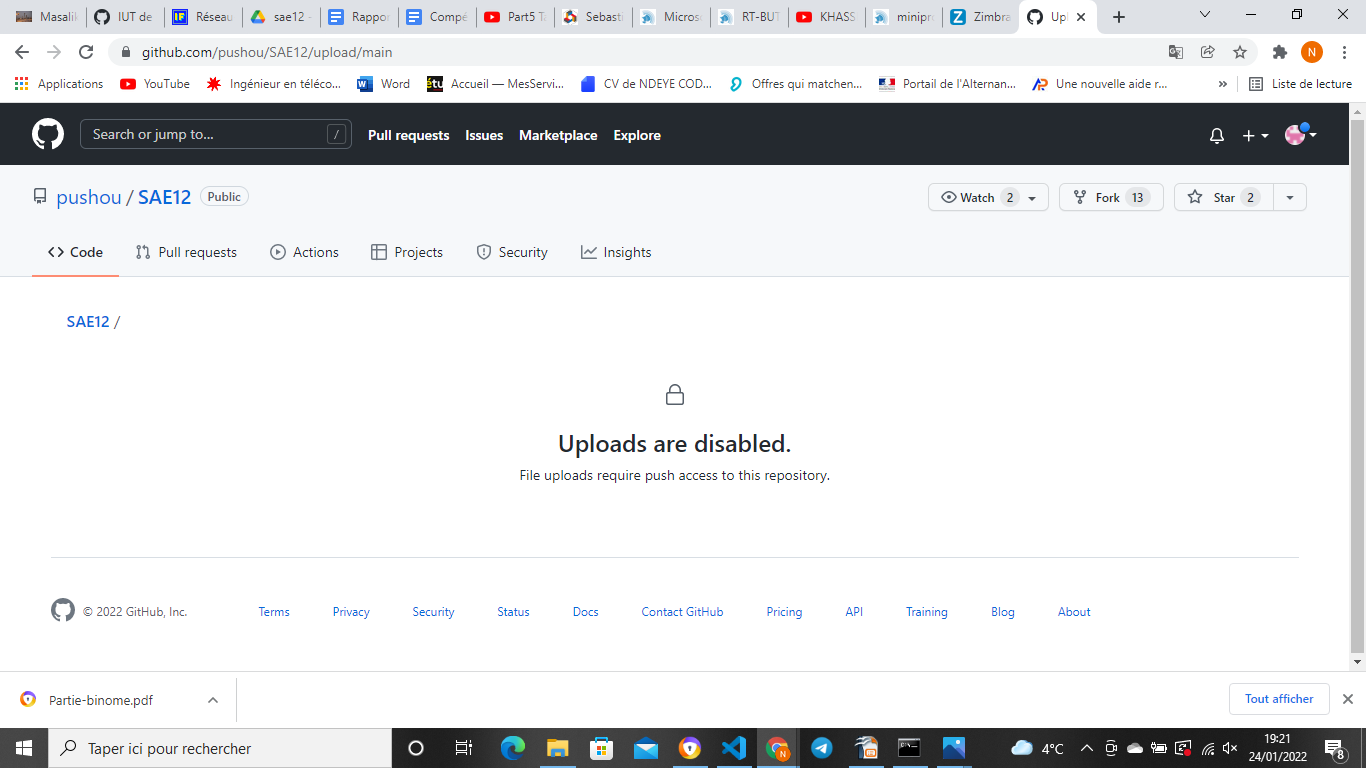 Masalik
IUT de
Réseau
sae12 -
Rappor
Compé
Part5 T
Sebasti
Micros
RT-BUT
KHASS
minipro
Zimbra
Upl
github.com/pushou/SAE12/upload/main
N
Applications
YouTube
Ingénieur en téléco...
Word
Accueil — MesServi...
CV de NDEYE COD...
Offres qui matchen...
Portail de l'Alternan...
Une nouvelle aide r...
»
Liste de lecture
Search or jump to...
/
Pull requests
Issues
Marketplace
Explore
pushou / SAE12
Public
Watch 2
Fork 13
Star 2
Code
Pull requests
Actions
Projects
Security
Insights
SAE12 /
Uploads are disabled.
File uploads require push access to this repository.
© 2022 GitHub, Inc.
Terms
Privacy
Security
Status
Docs
Contact GitHub
Pricing
API
Training
Blog
About
Partie-binome.pdf
Tout afficher
Taper ici pour rechercher
4°C
19:21
24/01/2022
8